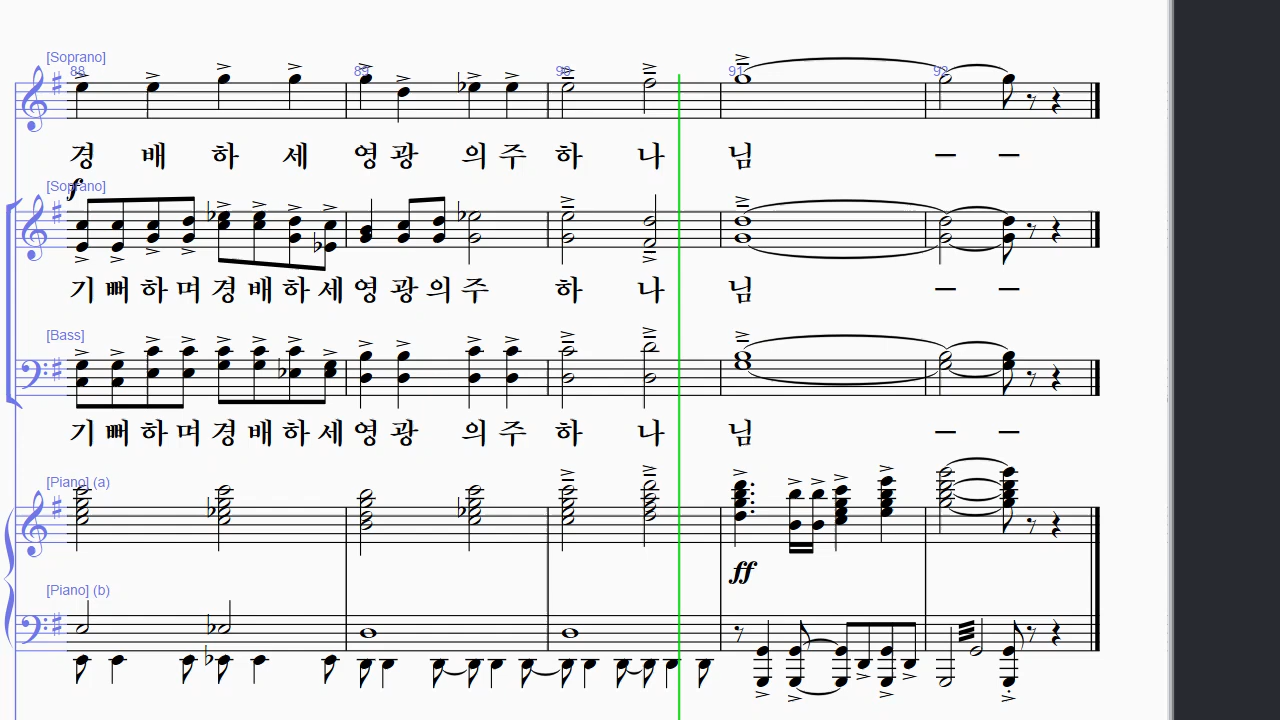 [Soprano]
88 89 90 91 92
경 배 하 세 영 광 의 주 하 나 님 – –
f
[Soprano]
기 뻐 하 며 경 배 하 세 영 광 의 주 하 나 님 – –
[Bass]
기 뻐 하 며 경 배 하 세 영 광 의 주 하 나 님 – –
[Piano] (a)
ff
[Piano] (b)